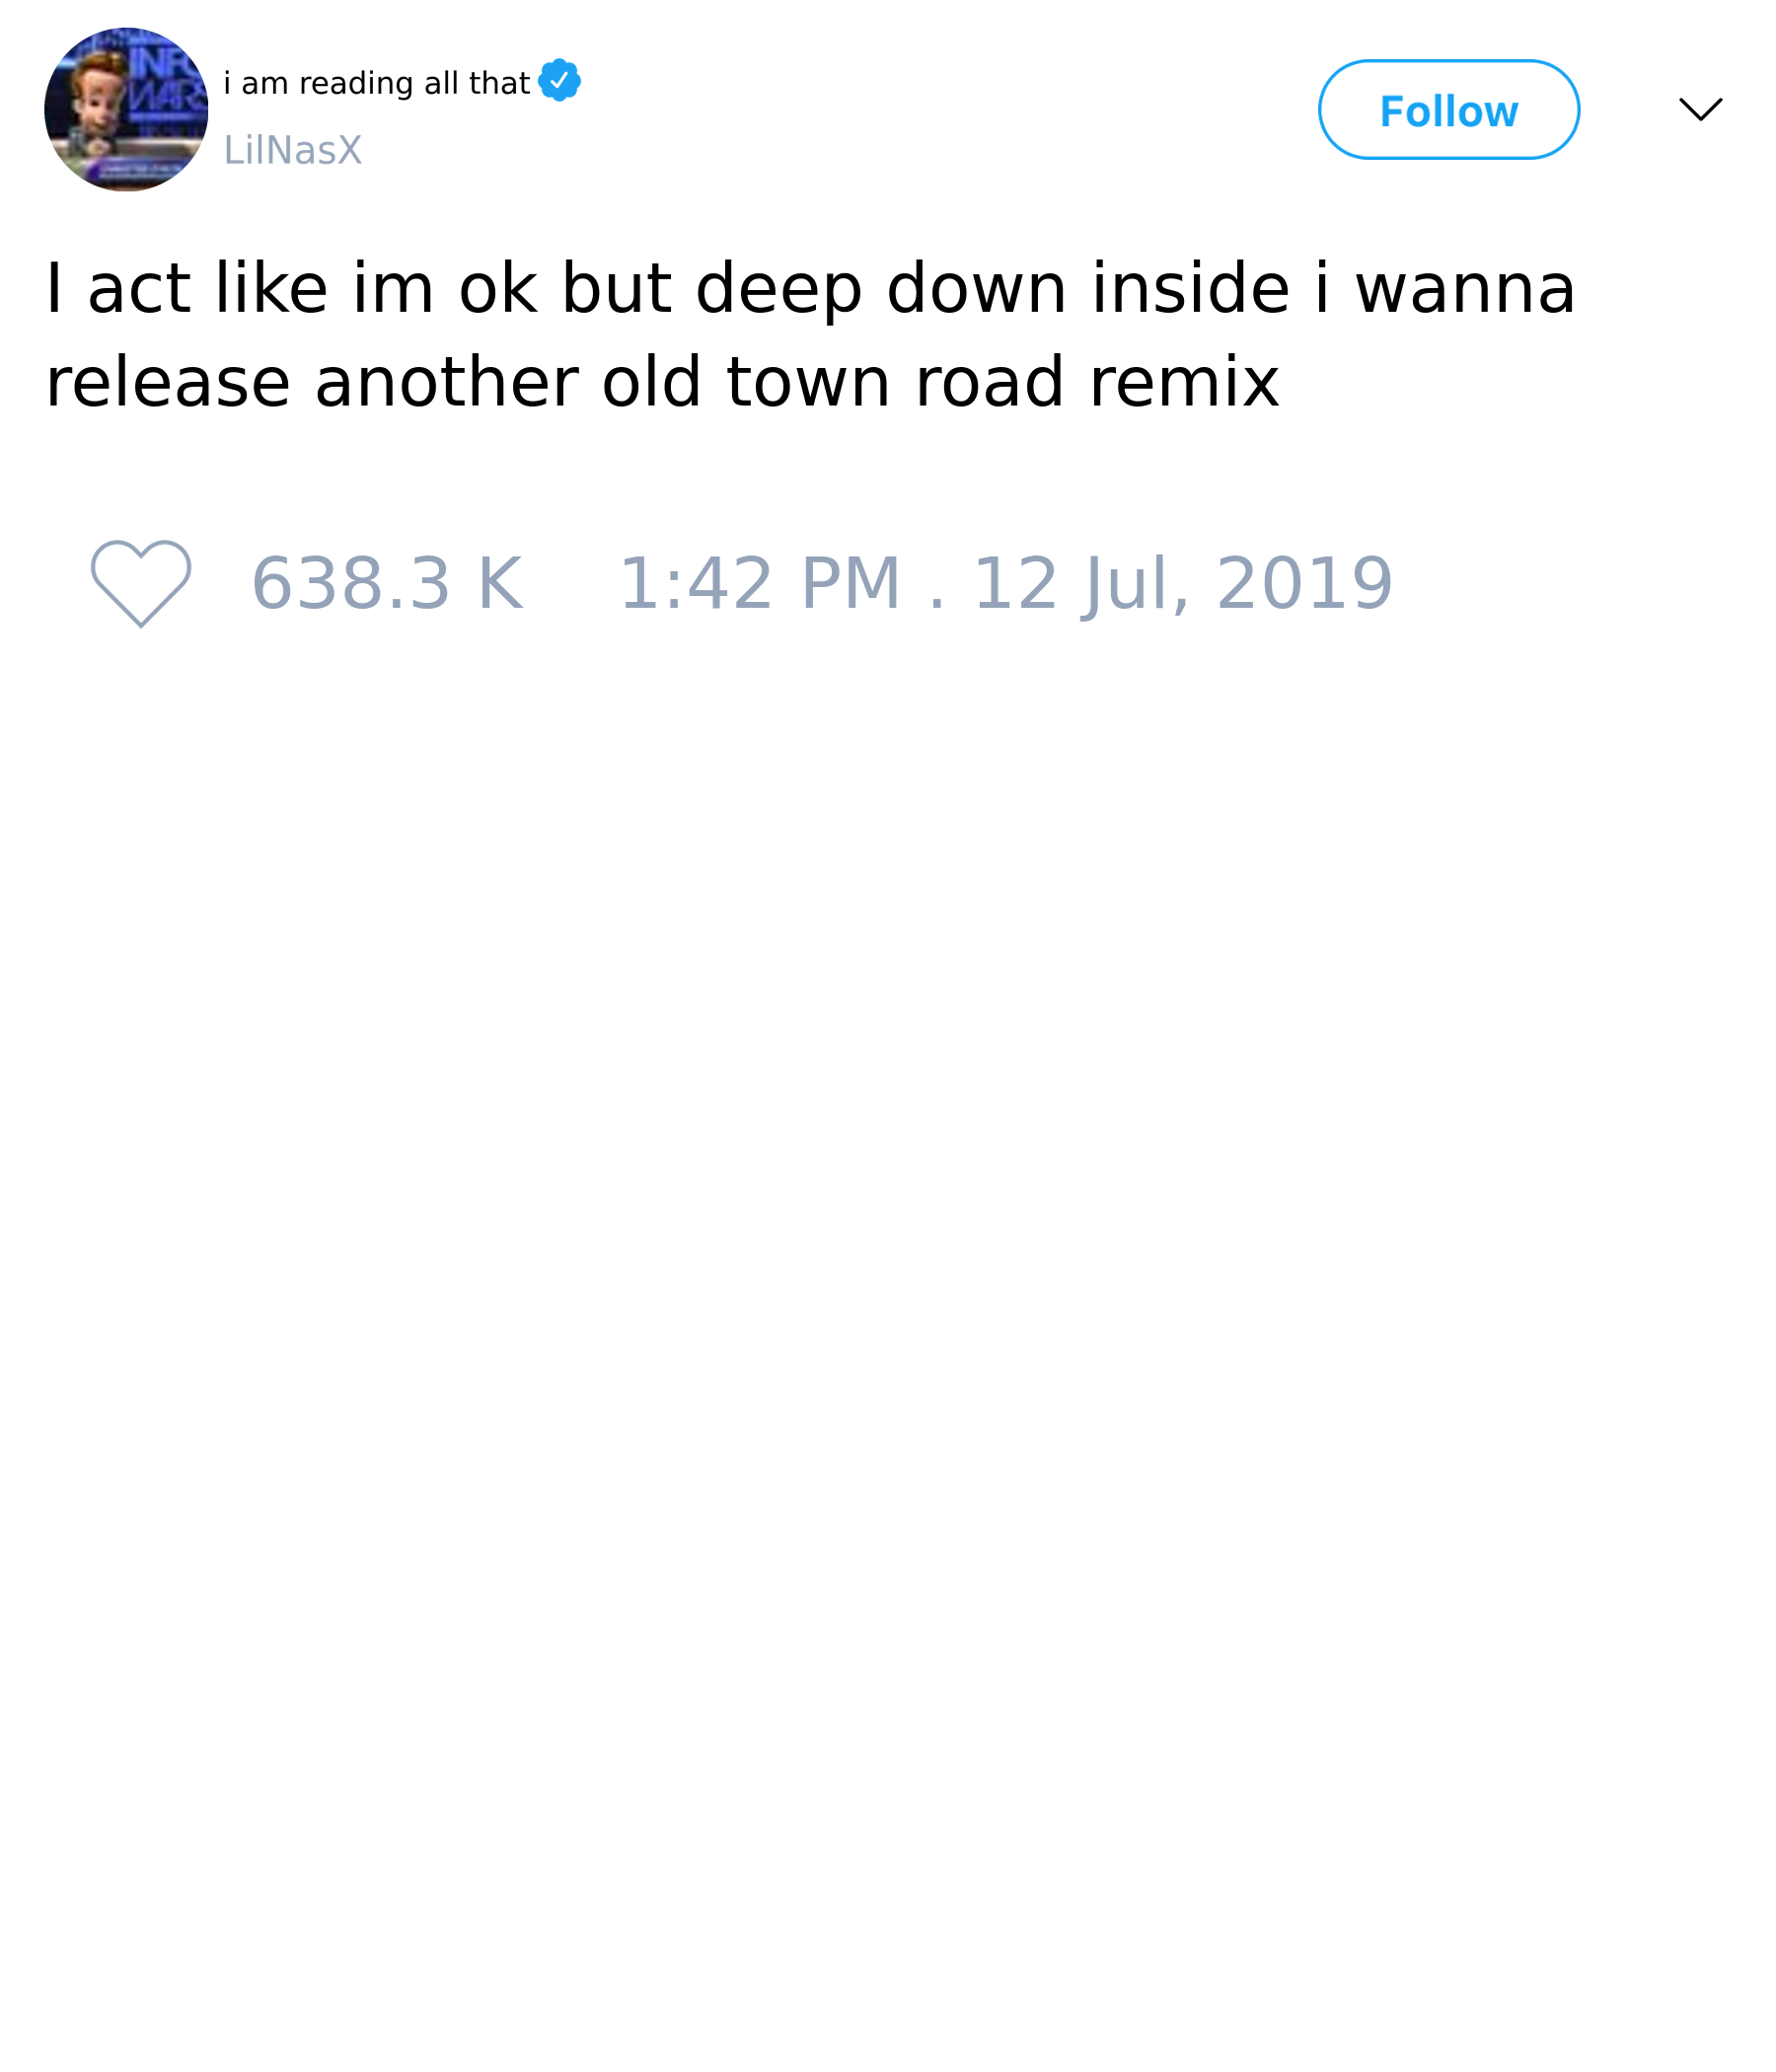 i am reading all that
LilNasX
Follow
I act like im ok but deep down inside i wanna
release another old town road remix
638.3 K 1:42 PM . 12 Jul, 2019